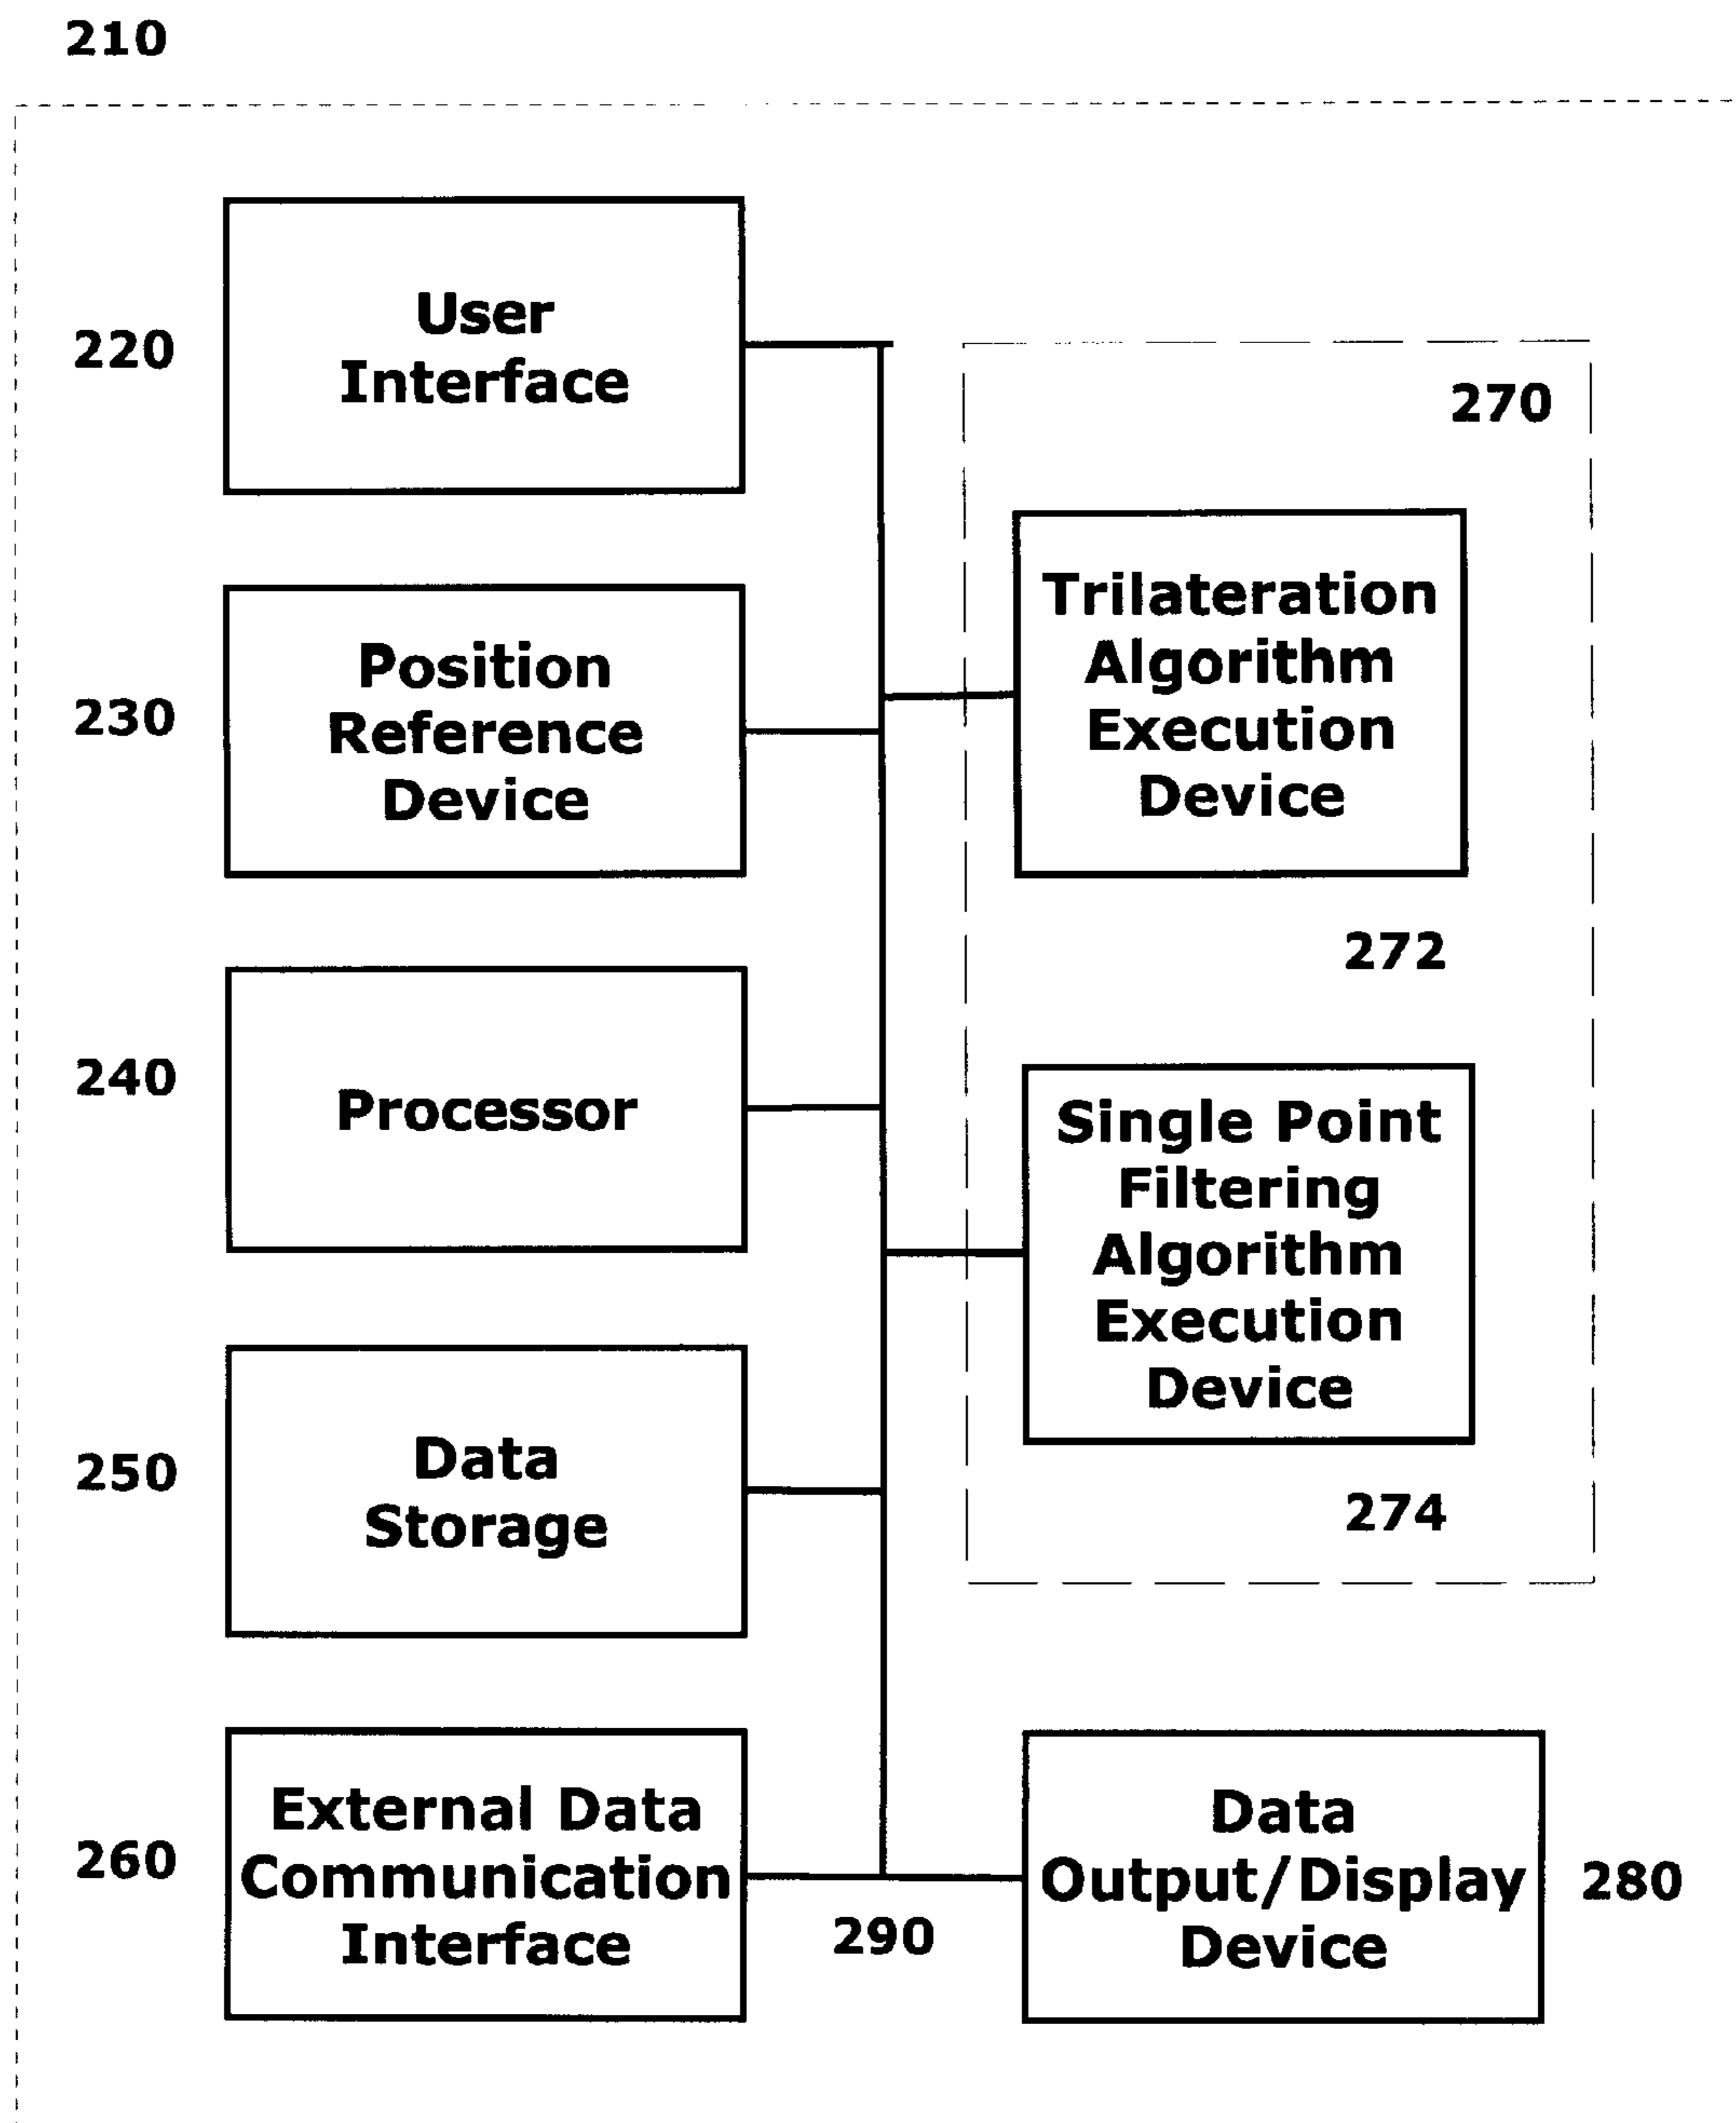 210
220
User
Interface
270
230
Position
Reference
Device
Trilateration
Algorithm
Execution
Device
272
240
Processor
Single Point
Filtering
Algorithm
Execution
Device
274
250
Data
Storage
260
External Data
Communication
Interface
290
Data
Output/Display
Device
280